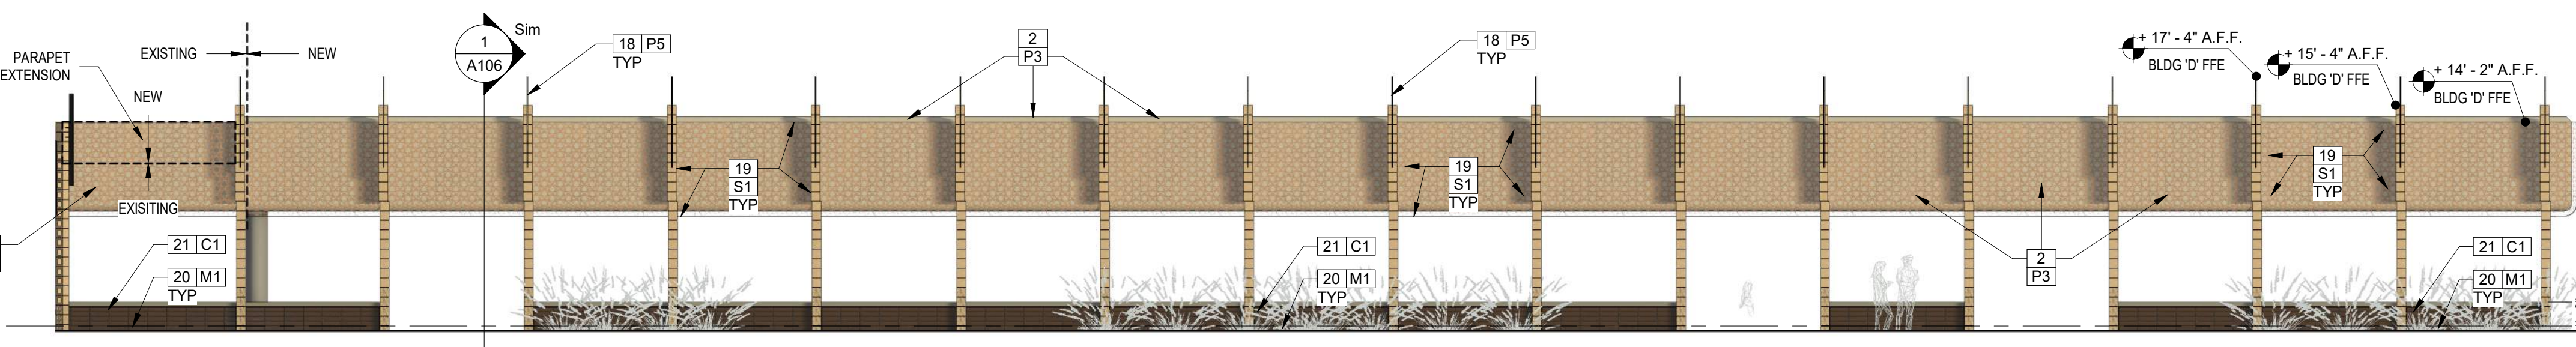 PARAPET
EXTENSION
EXISTING
NEW
NEW
EXISITING
1
A106
Sim
18 P5
TYP
2
P3
18 P5
TYP
+ 17' - 4" A.F.F.
BLDG 'D' FFE
+ 15' - 4" A.F.F.
BLDG 'D' FFE
+ 14' - 2" A.F.F.
BLDG 'D' FFE
19
S1
TYP
19
S1
TYP
19
S1
TYP
21 C1
20 M1
TYP
21 C1
20 M1
TYP
2
P3
21 C1
20 M1
TYP